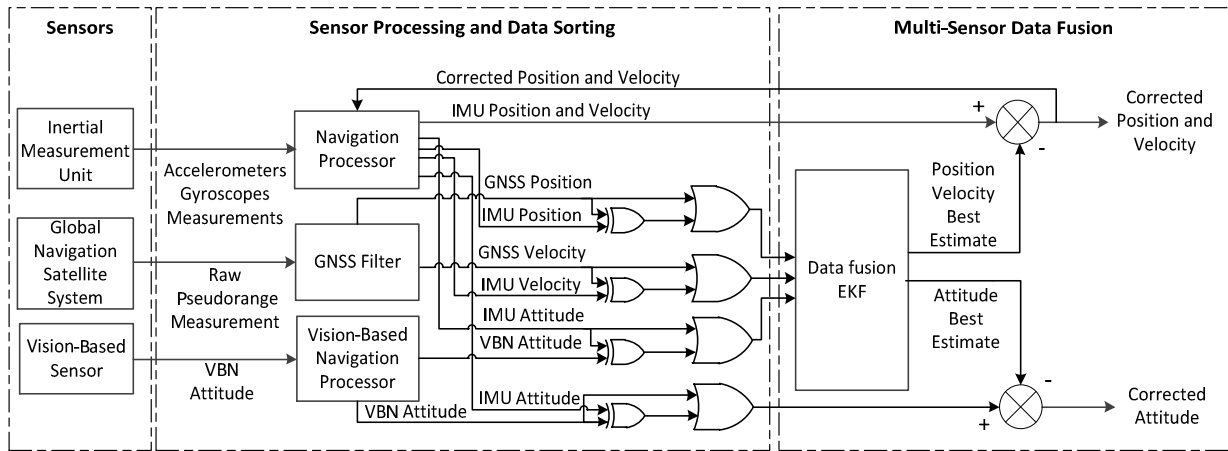 Sensors
Sensor Processing and Data Sorting
Multi-Sensor Data Fusion
Inertial
Measurement
Unit
Global
Navigation
Satellite
System
Vision-Based
Sensor
Accelerometers
Gyroscopes
Measurements
Raw
Pseudorange
Measurement
VBN
Attitude
Navigation
Processor
GNSS Filter
Vision-Based
Navigation
Processor
Corrected Position and Velocity
IMU Position and Velocity
GNSS Position
IMU Position
GNSS Velocity
IMU Velocity
IMU Attitude
VBN Attitude
IMU Attitude
VBN Attitude
Data fusion
EKF
+
-
Position
Velocity
Best
Estimate
Attitude
Best
Estimate
-
+
Corrected
Position and
Velocity
Corrected
Attitude